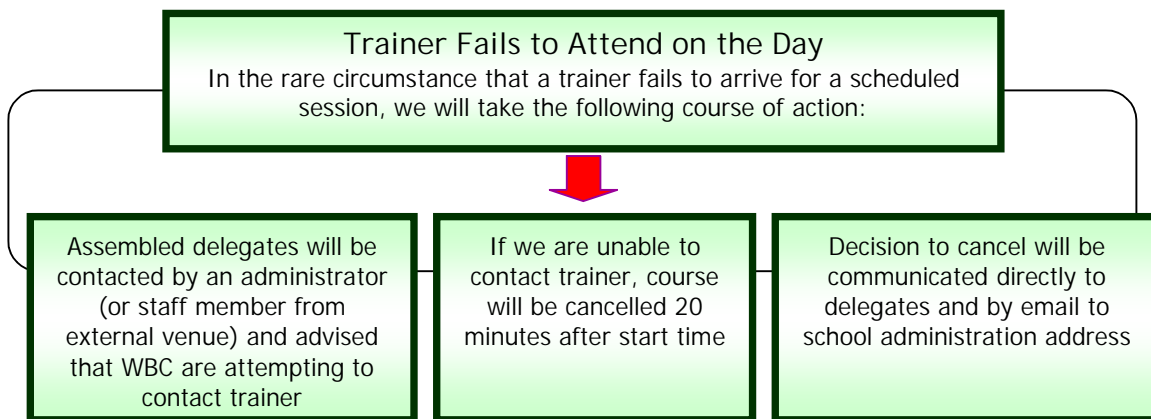 Trainer Fails to Attend on the Day
In the rare circumstance that a trainer fails to arrive for a scheduled
session, we will take the following course of action:
Assembled delegates will be
contacted by an administrator
(or staff member from
external venue) and advised
that WBC are attempting to
contact trainer
If we are unable to
contact trainer, course
will be cancelled 20
minutes after start time
Decision to cancel will be
communicated directly to
delegates and by email to
school administration address